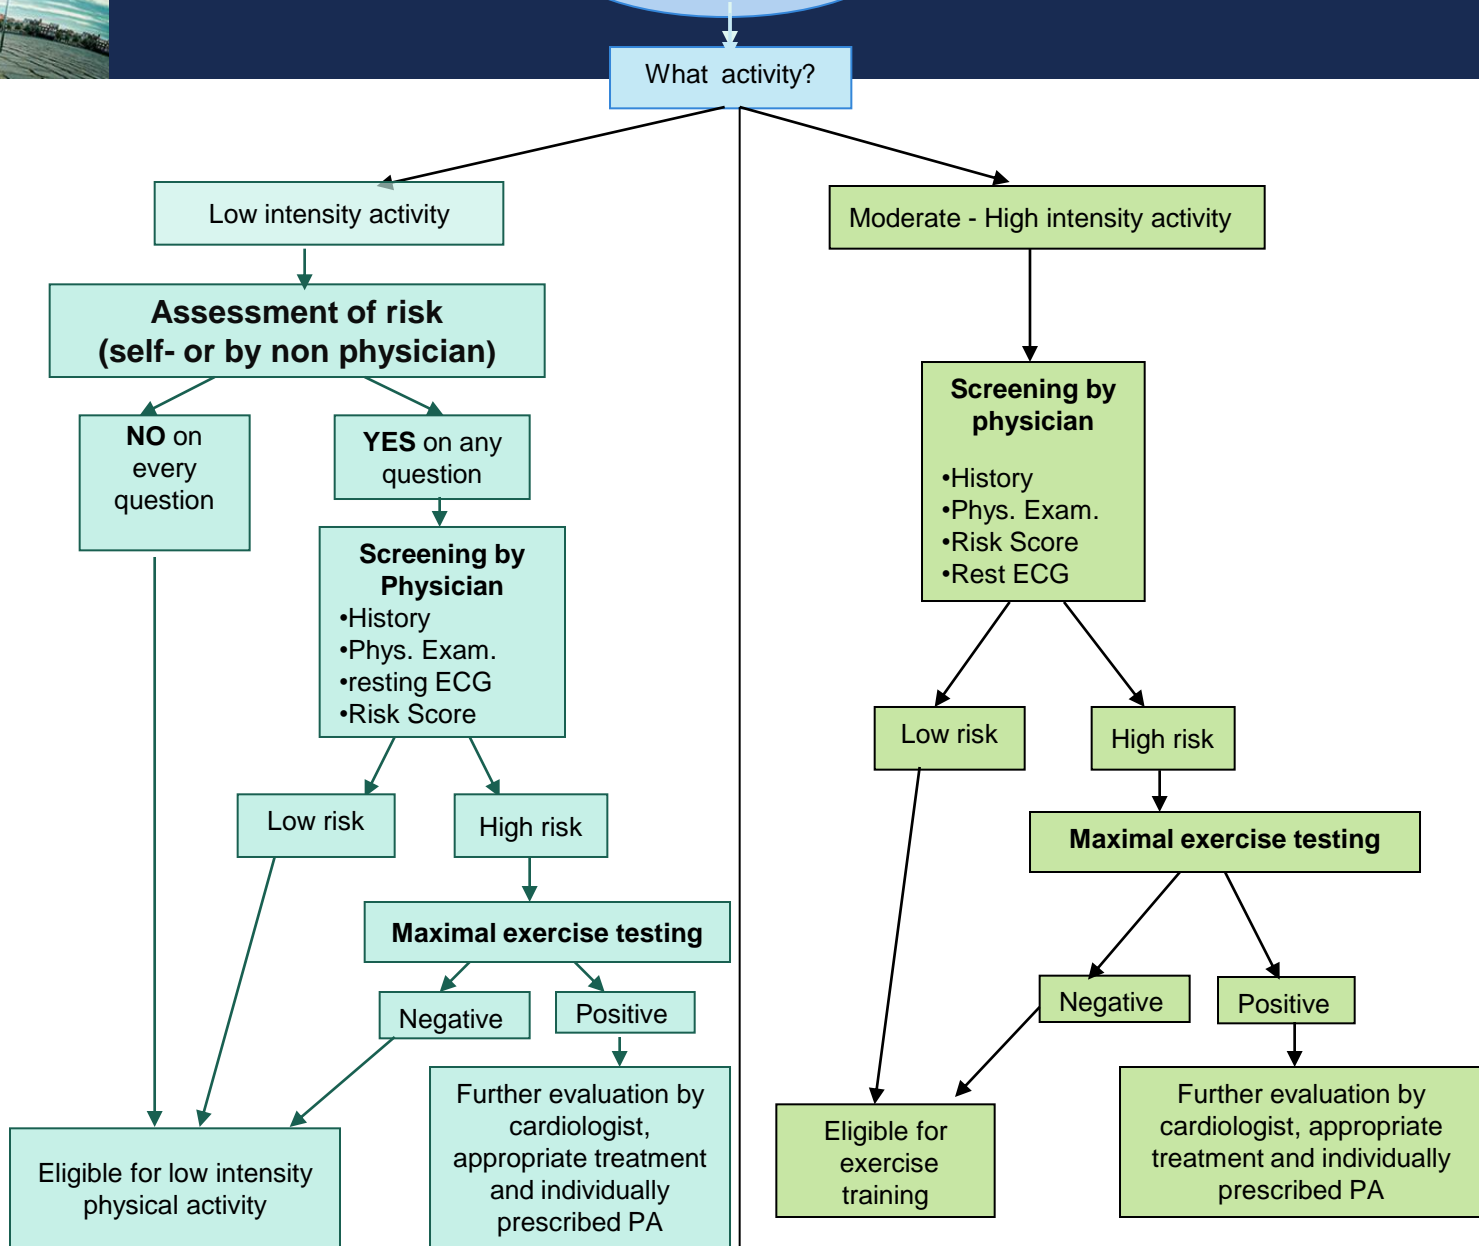 What activity?
Low intensity activity
Assessment of risk
(self- or by non physician)
NO on
every
question
YES on any
question
Screening by
Physician
•History
•Phys. Exam.
•resting ECG
•Risk Score
Low risk
High risk
Maximal exercise testing
Negative
Positive
Further evaluation by
cardiologist,
appropriate treatment
and individually
prescribed PA
Eligible for low intensity
physical activity
Moderate - High intensity activity
Screening by
physician
•History
•Phys. Exam.
•Risk Score
•Rest ECG
Low risk
High risk
Maximal exercise testing
Negative
Positive
Eligible for
exercise
training
Further evaluation by
cardiologist, appropriate
treatment and individually
prescribed PA